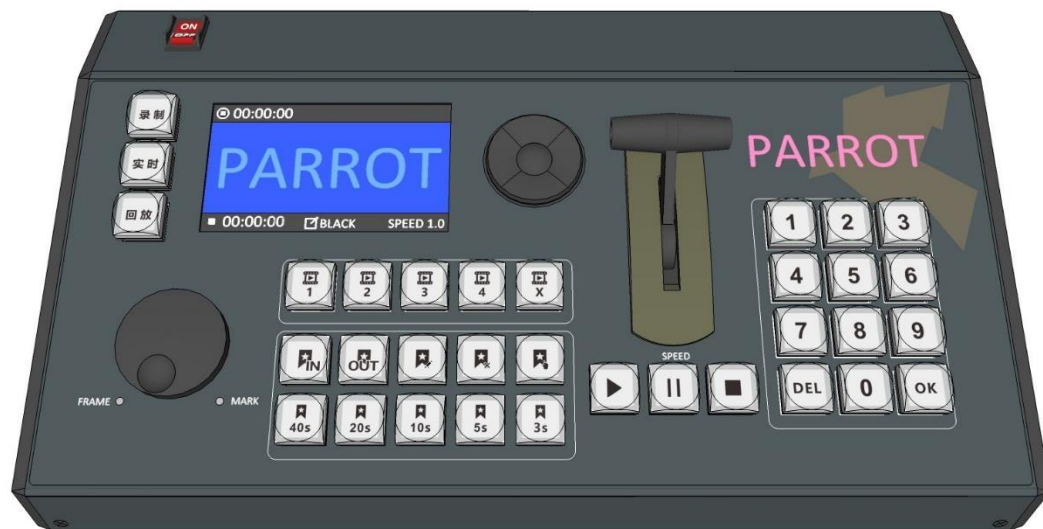 ON
OFF
录制
实时
回放
00:00:00
PARROT
00:00:00 BLACK SPEED 1.0
PARROT
1 2 3 4 X
IN OUT
40s 20s 10s 5s 3s
FRAME MARK
SPEED
1 2 3
4 5 6
7 8 9
DEL 0 OK